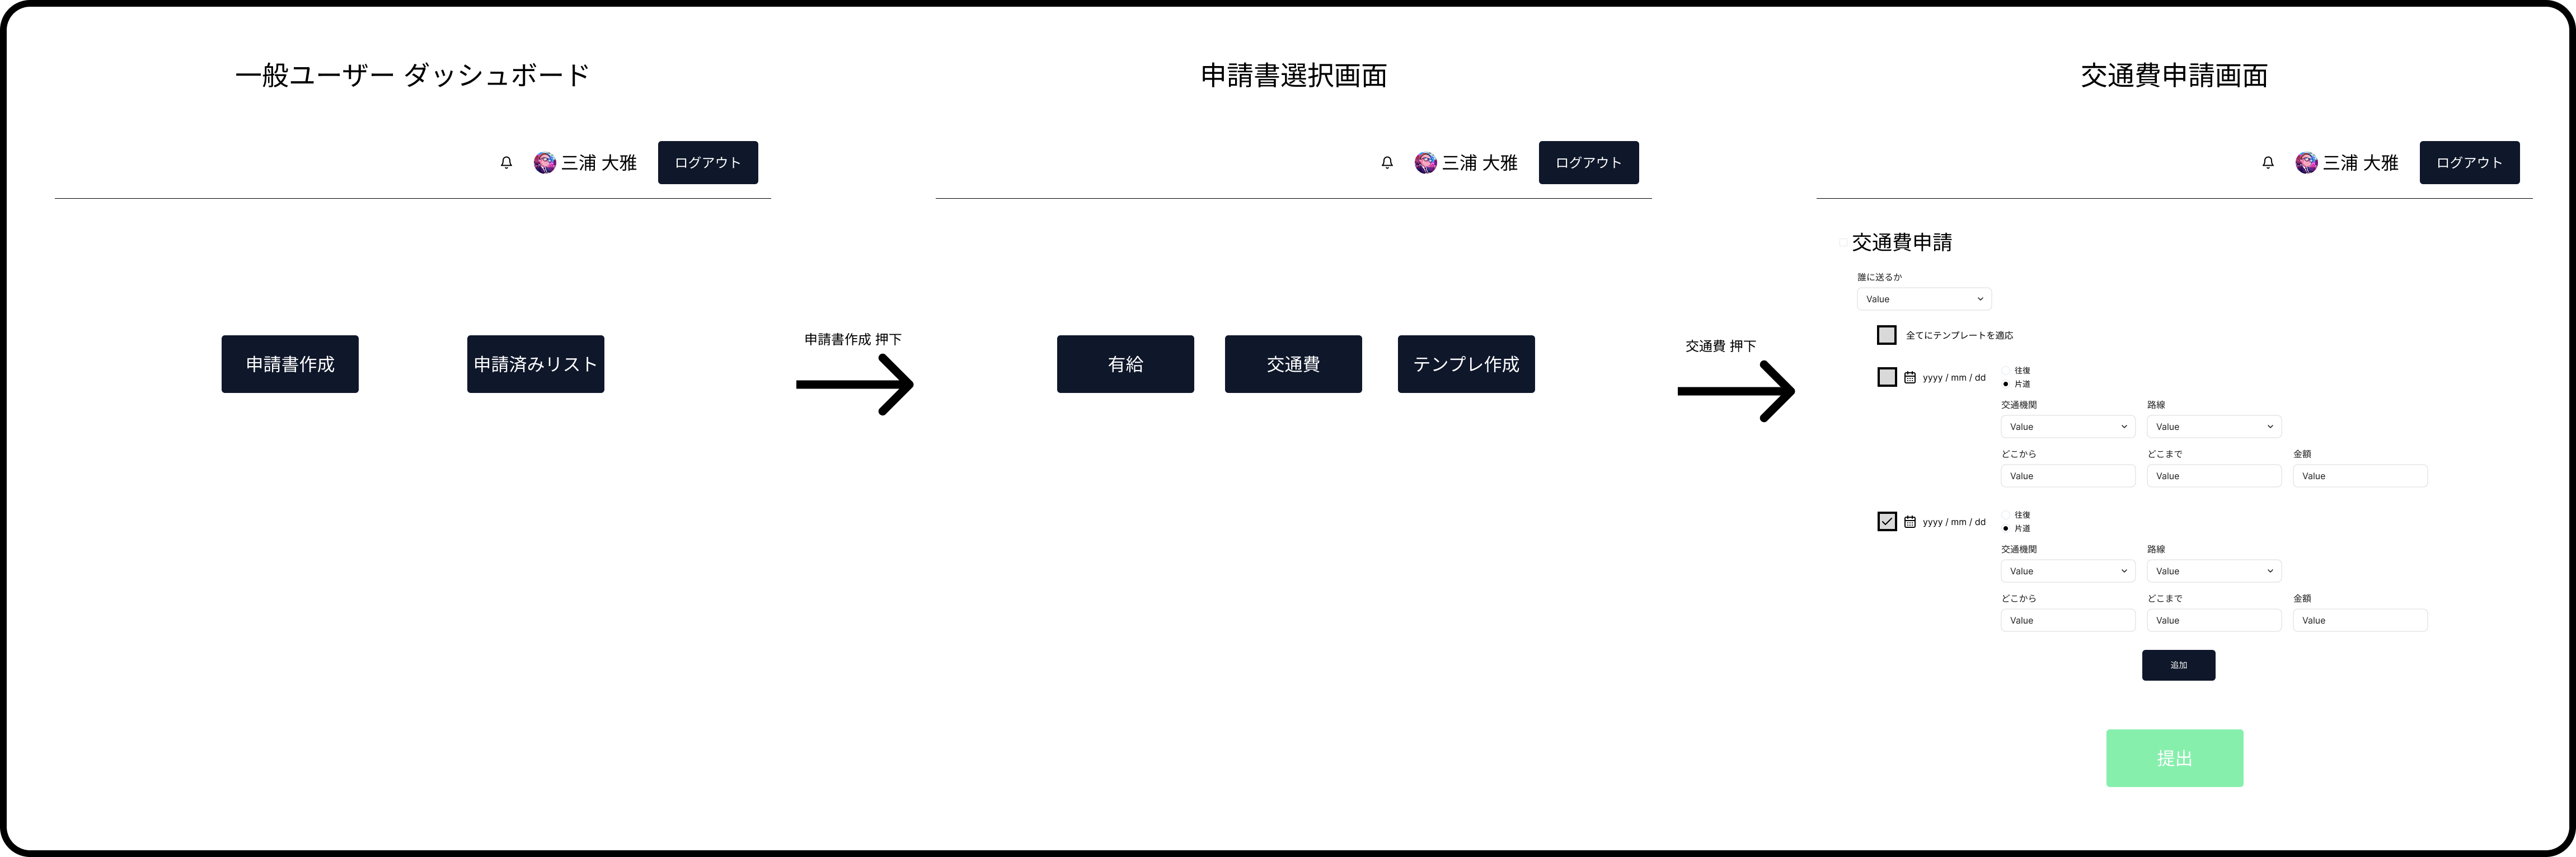 一般ユーザー ダッシュボード
三浦 大雅
ログアウト
申請書作成
申請済みリスト
申請書作成 押下
申請書選択画面
三浦 大雅
ログアウト
有給
交通費
テンプレ作成
交通費 押下
交通費申請画面
三浦 大雅
ログアウト
交通費申請
誰に送るか
Value
全てにテンプレートを適応
yyyy / mm / dd
往復
片道
交通機関
路線
Value
Value
どこから
どこまで
金額
Value
Value
Value
yyyy / mm / dd
往復
片道
交通機関
路線
Value
Value
どこから
どこまで
金額
Value
Value
Value
追加
提出